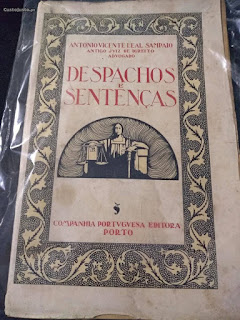 CustoJusto.pt
ANTONIO VICENTE LEAL SAMPAIO
ANTIGO JUIZ DE DIREITO
ADVOGADO
DESPACHOS
E
SENTENÇAS
COMPANHIA PORTVGVESA EDITORA
PORTO